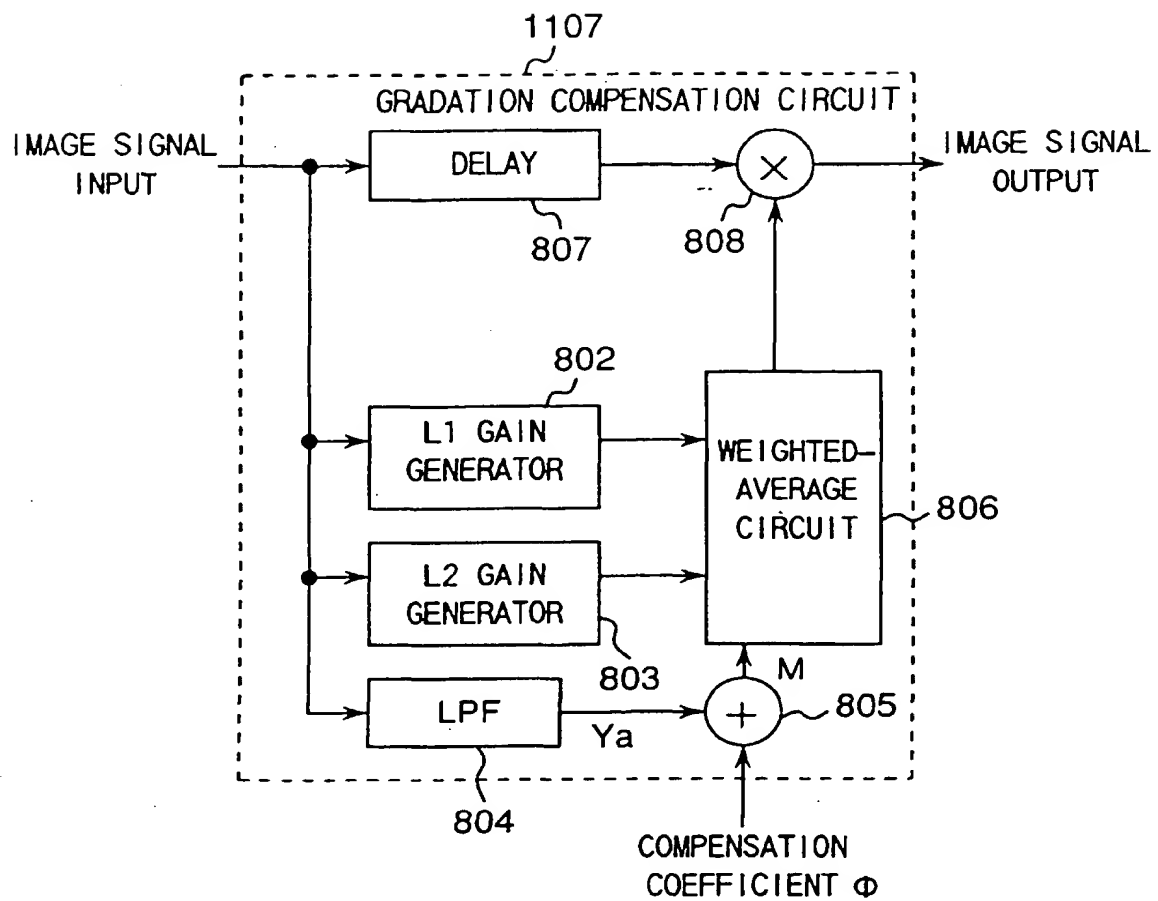 1107
GRADATION COMPENSATION CIRCUIT
IMAGE SIGNAL
INPUT
DELAY
×
IMAGE SIGNAL
OUTPUT
807
808
802
L1 GAIN
GENERATOR
WEIGHTED-
AVERAGE
CIRCUIT
806
L2 GAIN
GENERATOR
803
M
LPF
Ya
+
805
804
COMPENSATION
COEFFICIENT Φ